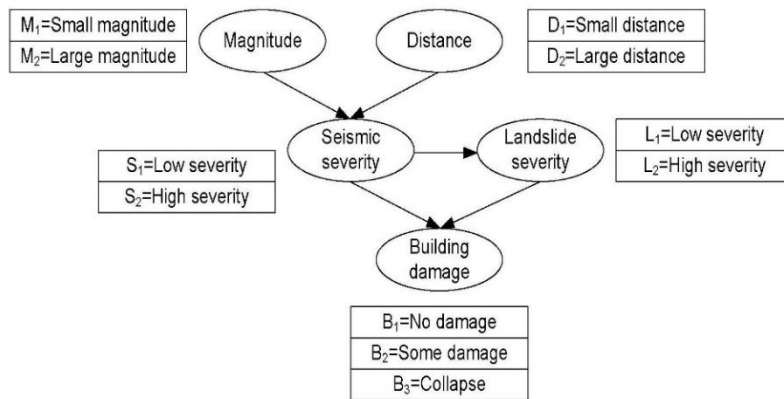 M₁=Small magnitude
M₂=Large magnitude
Magnitude
Distance
D₁=Small distance
D₂=Large distance
Seismic
severity
Landslide
severity
L₁=Low severity
L₂=High severity
S₁=Low severity
S₂=High severity
Building
damage
B₁=No damage
B₂=Some damage
B₃=Collapse